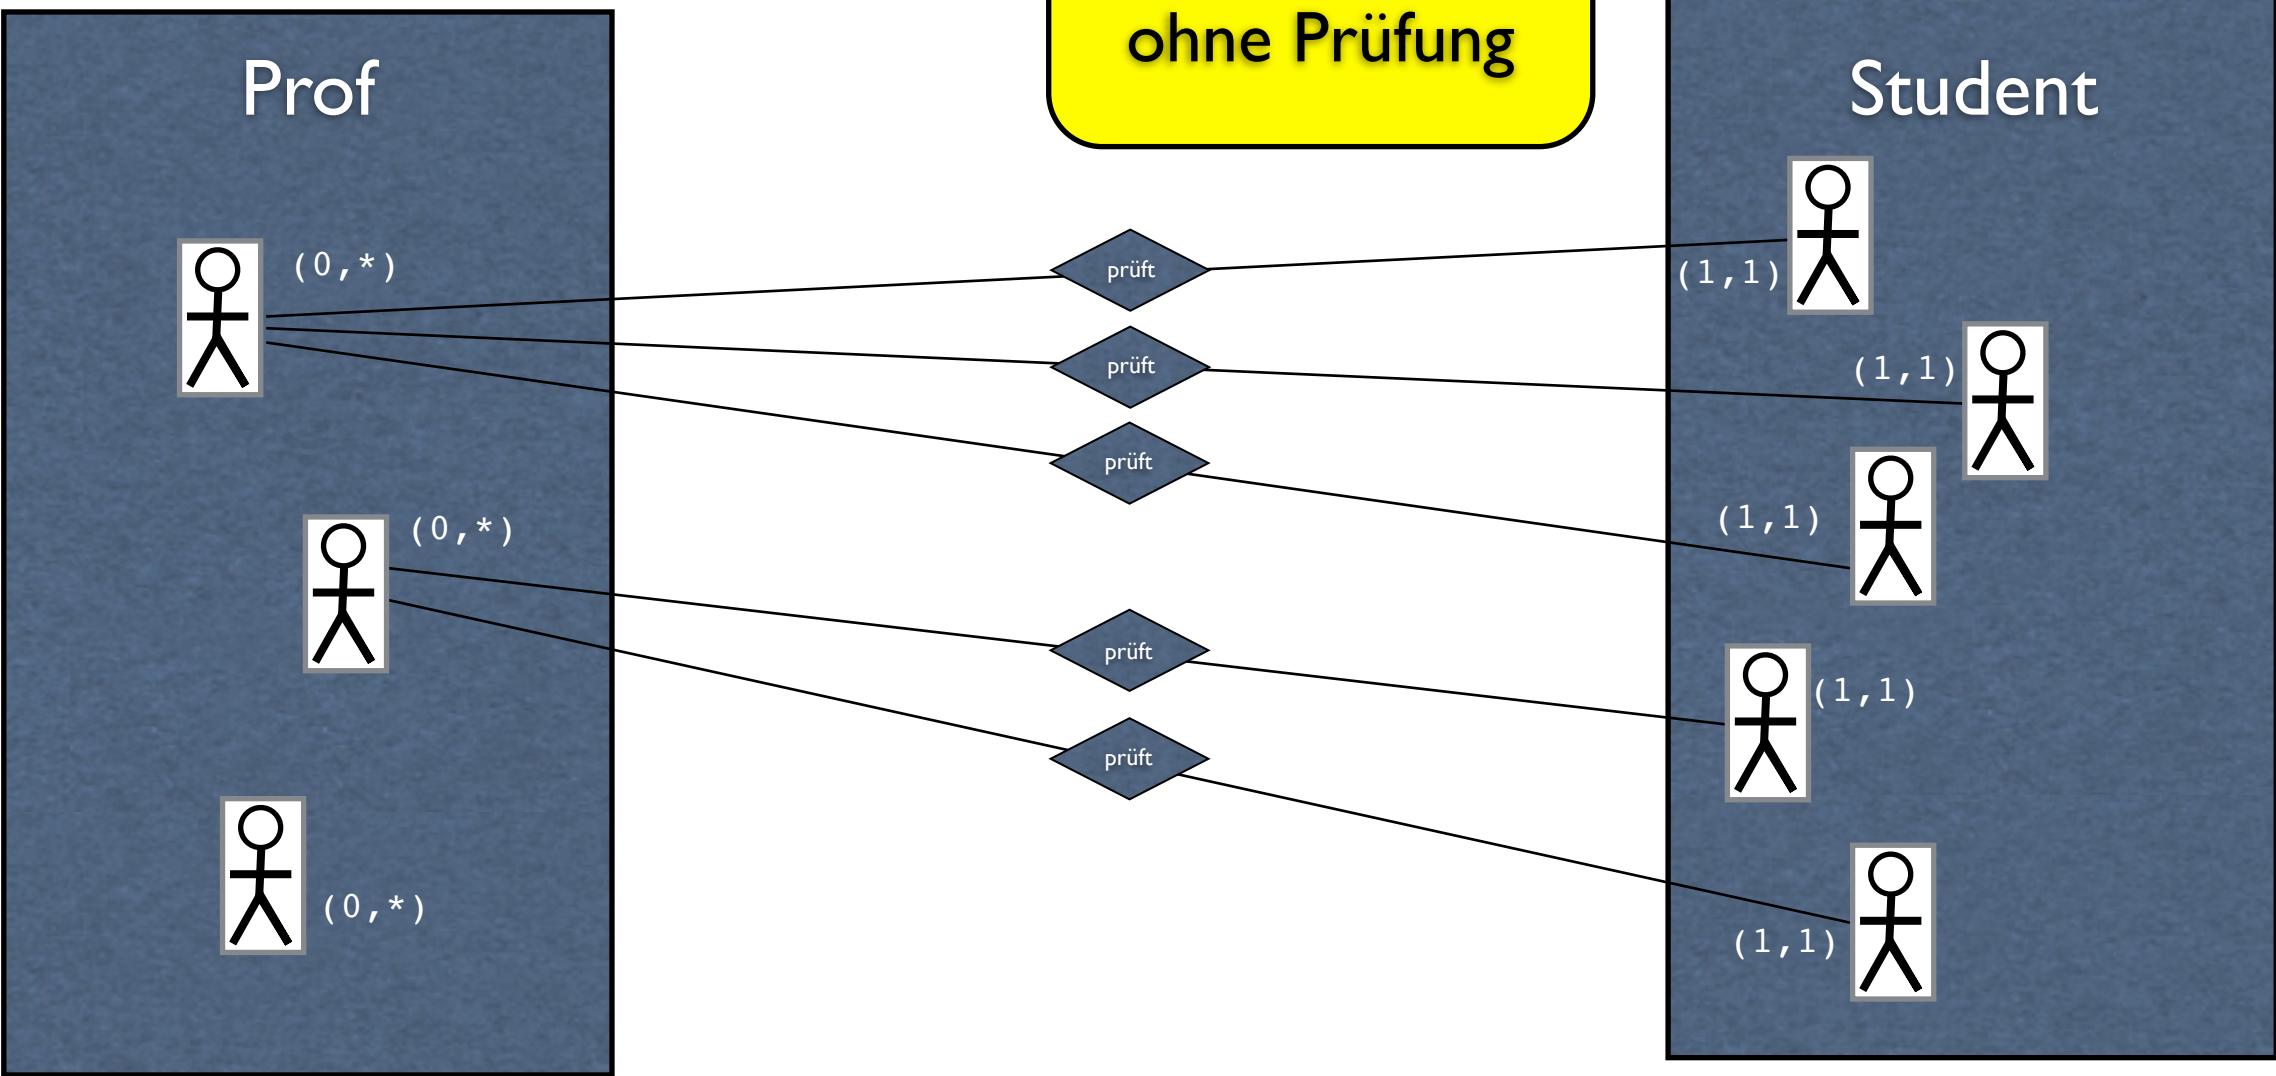 ohne Prüfung
Prof
Student
(0,*)
prüft
(1,1)
prüft
(1,1)
prüft
(1,1)
(0,*)
prüft
(1,1)
prüft
(0,*)
(1,1)